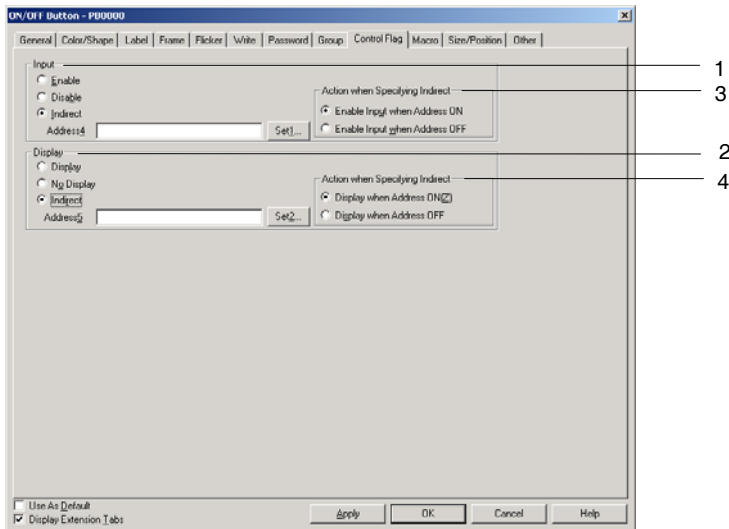 ON/OFF Button - PB0000
General Color/Shape Label Frame Flicker Write Password Group Control Flag Macro Size/Position Other
Input
1
Enable
Disable
Indirect
Address4
Set1...
Action when Specifying Indirect
3
Enable Input when Address ON
Enable Input when Address OFF
Display
2
Display
No Display
Indirect
Address5
Set2...
Action when Specifying Indirect
4
Display when Address ON(Z)
Display when Address OFF
Use As Default
Display Extension Tabs
Apply OK Cancel Help